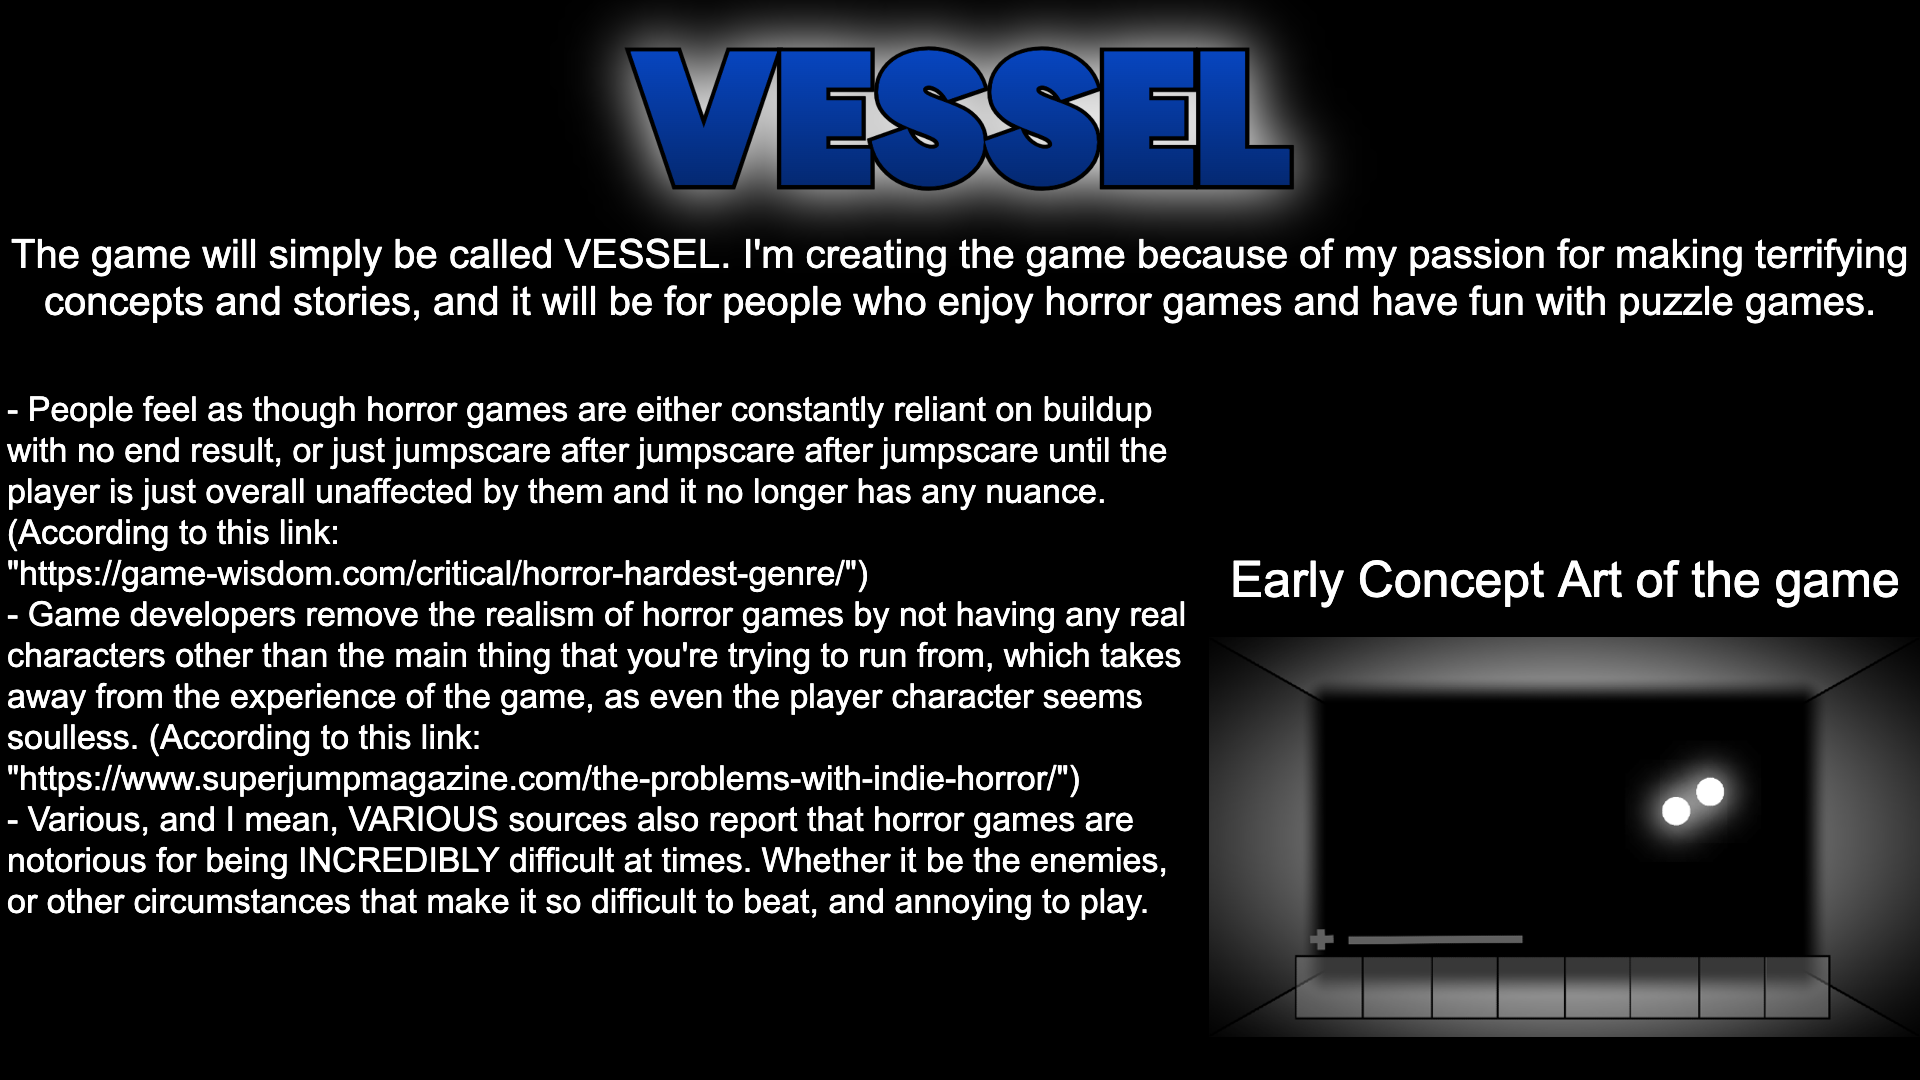 VESSEL
The game will simply be called VESSEL. I'm creating the game because of my passion for making terrifying
concepts and stories, and it will be for people who enjoy horror games and have fun with puzzle games.
- People feel as though horror games are either constantly reliant on buildup
with no end result, or just jumpscare after jumpscare after jumpscare until the
player is just overall unaffected by them and it no longer has any nuance.
(According to this link:
"https://game-wisdom.com/critical/horror-hardest-genre/")
- Game developers remove the realism of horror games by not having any real
characters other than the main thing that you're trying to run from, which takes
away from the experience of the game, as even the player character seems
soulless. (According to this link:
"https://www.superjumpmagazine.com/the-problems-with-indie-horror/")
- Various, and I mean, VARIOUS sources also report that horror games are
notorious for being INCREDIBLY difficult at times. Whether it be the enemies,
or other circumstances that make it so difficult to beat, and annoying to play.
Early Concept Art of the game